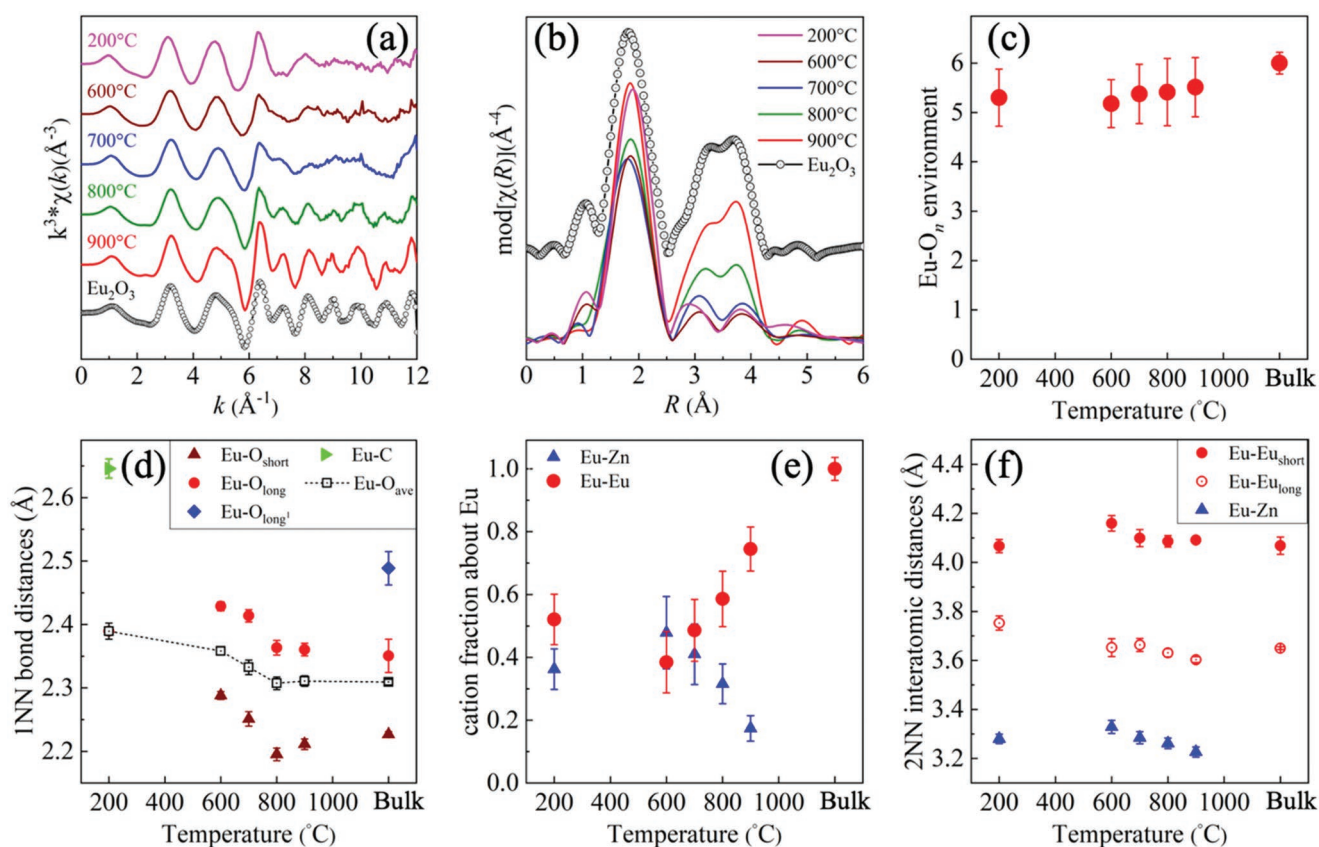 (a)
200°C
600°C
700°C
800°C
900°C
Eu₂O₃
k³*χ(k)(Å⁻³)
0 2 4 6 8 10 12
k (Å⁻¹)
(b)
200°C
600°C
700°C
800°C
900°C
Eu₂O₃
mod[χ(R)](Å⁻⁴)
0 1 2 3 4 5 6
R (Å)
(c)
Eu-Oₙ environment
6
5
4
3
2
1
0
200 400 600 800 1000 Bulk
Temperature (°C)
(d)
Eu-Oshort
Eu-Olong
Eu-Olong¹
Eu-C
Eu-Oave
1NN bond distances (Å)
2.6
2.5
2.4
2.3
2.2
200 400 600 800 1000 Bulk
Temperature (°C)
(e)
Eu-Zn
Eu-Eu
cation fraction about Eu
1.0
0.8
0.6
0.4
0.2
0.0
200 400 600 800 1000 Bulk
Temperature (°C)
(f)
Eu-Eushort
Eu-Eulong
Eu-Zn
2NN interatomic distances (Å)
4.4
4.2
4.0
3.8
3.6
3.4
3.2
200 400 600 800 1000 Bulk
Temperature (°C)